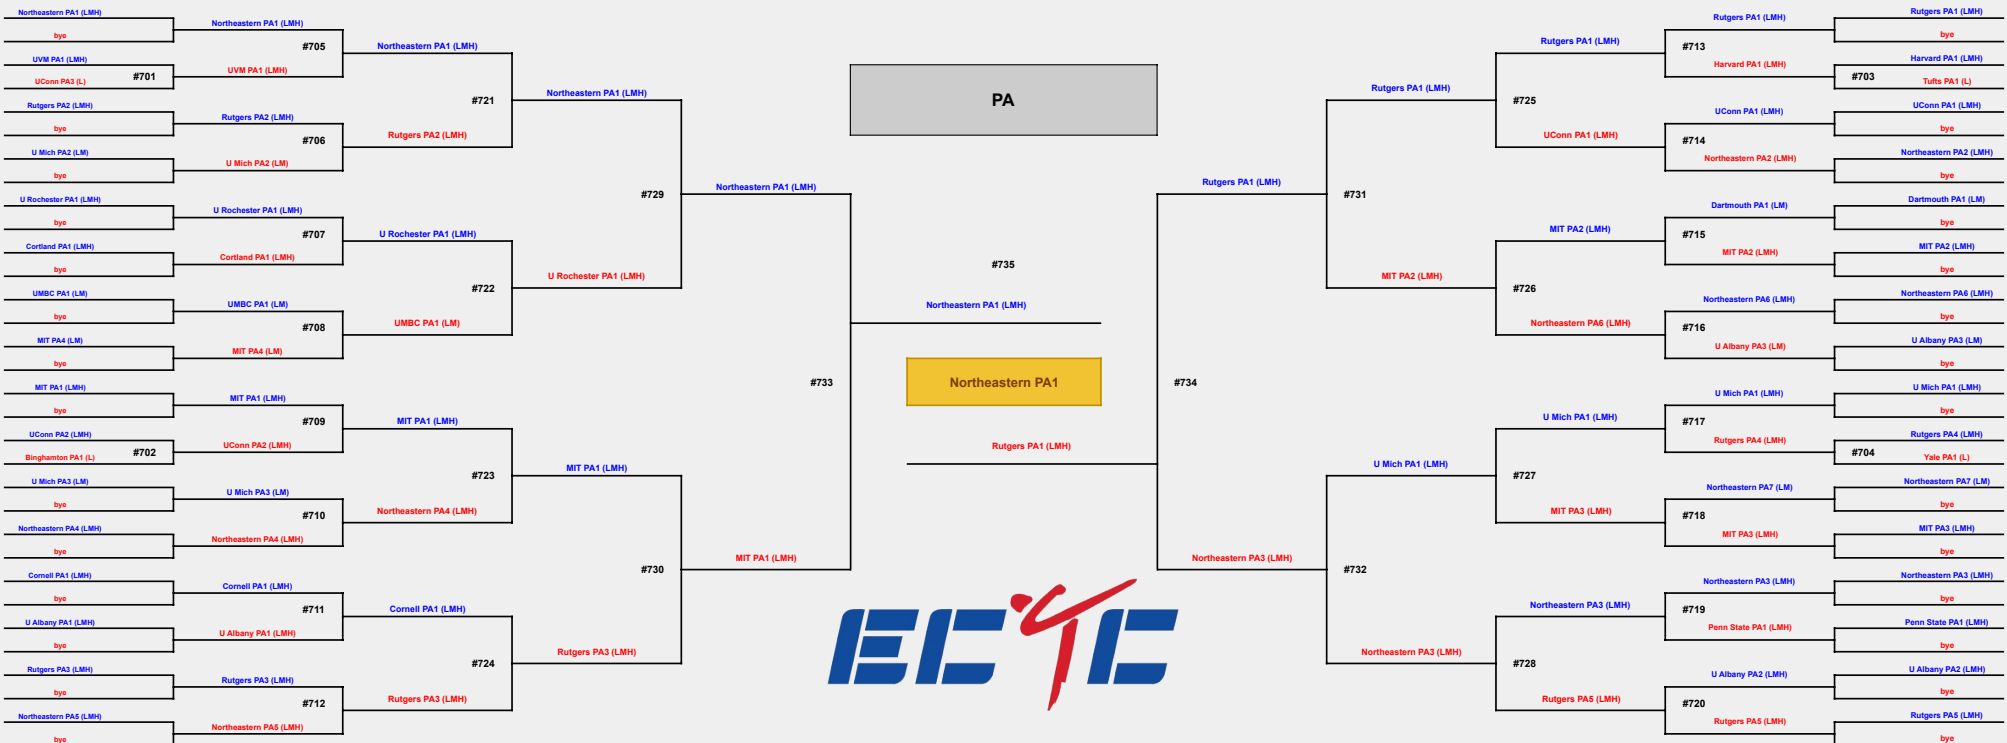 PA
Northeastern PA1 (LMH)
bye
UVM PA1 (LMH)
UConn PA3 (L)
Rutgers PA2 (LMH)
bye
U Mich PA2 (LM)
bye
U Rochester PA1 (LMH)
bye
Cortland PA1 (LMH)
bye
UMBC PA1 (LM)
bye
MIT PA4 (LM)
bye
MIT PA1 (LMH)
bye
UConn PA2 (LMH)
Binghamton PA1 (L)
U Mich PA3 (LM)
bye
Northeastern PA4 (LMH)
bye
Cornell PA1 (LMH)
bye
U Albany PA1 (LMH)
bye
Rutgers PA3 (LMH)
bye
Northeastern PA5 (LMH)
bye
#701
#702
Northeastern PA1 (LMH)
UVM PA1 (LMH)
Rutgers PA2 (LMH)
U Mich PA2 (LM)
U Rochester PA1 (LMH)
Cortland PA1 (LMH)
UMBC PA1 (LM)
MIT PA4 (LM)
MIT PA1 (LMH)
UConn PA2 (LMH)
U Mich PA3 (LM)
Northeastern PA4 (LMH)
Cornell PA1 (LMH)
U Albany PA1 (LMH)
Rutgers PA3 (LMH)
Northeastern PA5 (LMH)
#705
#706
#707
#708
#709
#710
#711
#712
Northeastern PA1 (LMH)
Rutgers PA2 (LMH)
U Rochester PA1 (LMH)
UMBC PA1 (LM)
MIT PA1 (LMH)
Northeastern PA4 (LMH)
Cornell PA1 (LMH)
Rutgers PA3 (LMH)
#721
#722
#723
#724
Northeastern PA1 (LMH)
U Rochester PA1 (LMH)
MIT PA1 (LMH)
Rutgers PA3 (LMH)
#729
#730
Northeastern PA1 (LMH)
MIT PA1 (LMH)
#733
#735
Northeastern PA1 (LMH)
Northeastern PA1
Rutgers PA1 (LMH)
ECTC
#734
Rutgers PA1 (LMH)
Northeastern PA3 (LMH)
#731
#732
Rutgers PA1 (LMH)
MIT PA2 (LMH)
U Mich PA1 (LMH)
Northeastern PA3 (LMH)
#725
#726
#727
#728
Rutgers PA1 (LMH)
UConn PA1 (LMH)
MIT PA2 (LMH)
Northeastern PA6 (LMH)
U Mich PA1 (LMH)
MIT PA3 (LMH)
Northeastern PA3 (LMH)
Rutgers PA5 (LMH)
#713
#714
#715
#716
#717
#718
#719
#720
Rutgers PA1 (LMH)
Harvard PA1 (LMH)
UConn PA1 (LMH)
Northeastern PA2 (LMH)
Dartmouth PA1 (LM)
MIT PA2 (LMH)
Northeastern PA6 (LMH)
U Albany PA3 (LM)
U Mich PA1 (LMH)
Rutgers PA4 (LMH)
Northeastern PA7 (LM)
MIT PA3 (LMH)
Northeastern PA3 (LMH)
Penn State PA1 (LMH)
U Albany PA2 (LMH)
Rutgers PA5 (LMH)
#703
#704
Rutgers PA1 (LMH)
bye
Harvard PA1 (LMH)
Tufts PA1 (L)
UConn PA1 (LMH)
bye
Northeastern PA2 (LMH)
bye
Dartmouth PA1 (LM)
bye
MIT PA2 (LMH)
bye
Northeastern PA6 (LMH)
bye
U Albany PA3 (LM)
bye
U Mich PA1 (LMH)
bye
Rutgers PA4 (LMH)
Yale PA1 (L)
Northeastern PA7 (LM)
bye
MIT PA3 (LMH)
bye
Northeastern PA3 (LMH)
bye
Penn State PA1 (LMH)
bye
U Albany PA2 (LMH)
bye
Rutgers PA5 (LMH)
bye